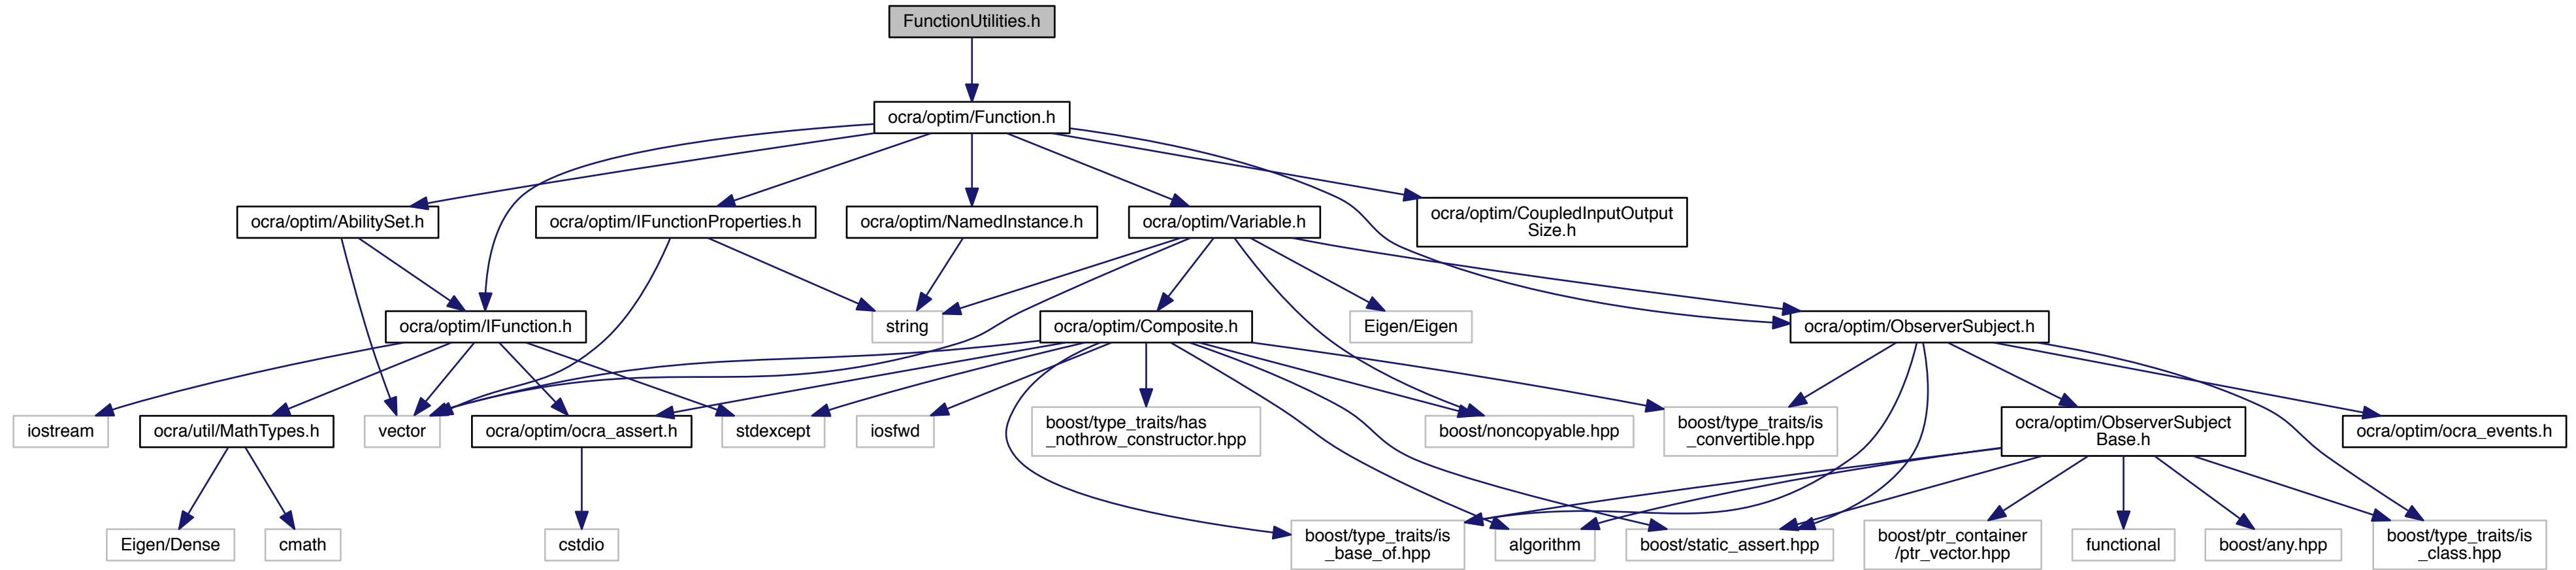 FunctionUtilities.h
ocra/optim/Function.h
ocra/optim/AbilitySet.h
ocra/optim/IFunctionProperties.h
ocra/optim/NamedInstance.h
ocra/optim/Variable.h
ocra/optim/CoupledInputOutput
Size.h
ocra/optim/IFunction.h
string
ocra/optim/Composite.h
Eigen/Eigen
ocra/optim/ObserverSubject.h
iostream
ocra/util/MathTypes.h
vector
ocra/optim/ocra_assert.h
stdexcept
iosfwd
boost/type_traits/has
_nothrow_constructor.hpp
boost/noncopyable.hpp
boost/type_traits/is
_convertible.hpp
ocra/optim/ObserverSubject
Base.h
ocra/optim/ocra_events.h
Eigen/Dense
cmath
cstdio
boost/type_traits/is
_base_of.hpp
algorithm
boost/static_assert.hpp
boost/ptr_container
/ptr_vector.hpp
functional
boost/any.hpp
boost/type_traits/is
_class.hpp